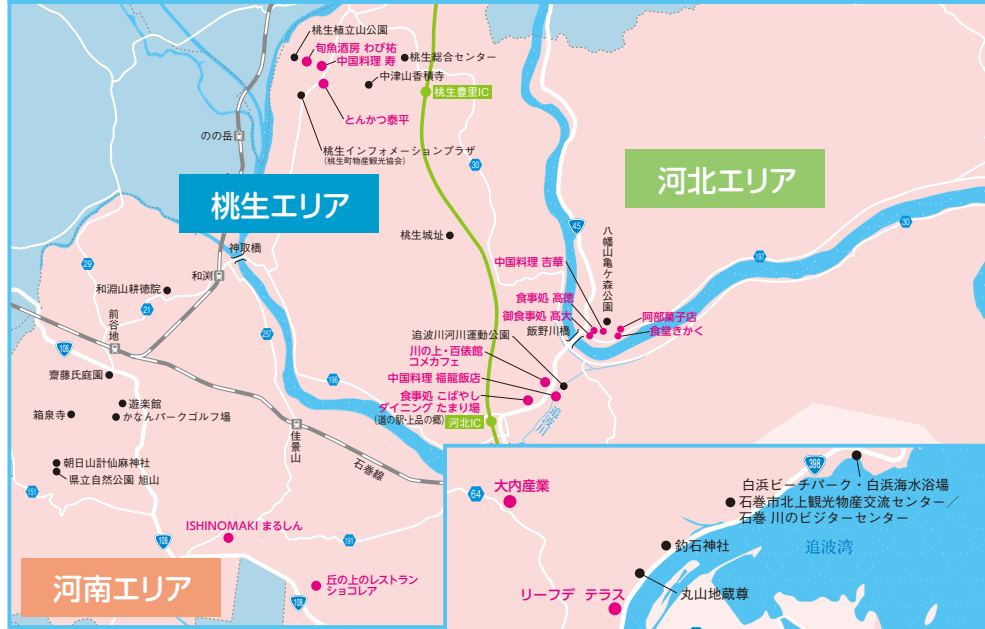 桃生植立山公園
旬魚酒房 わび祐
中国料理 寿
桃生総合センター
中津山香積寺
桃生豊里IC
とんかつ泰平
のの岳
桃生インフォメーションプラザ
(桃生町物産観光協会)
30
河北エリア
桃生エリア
45
八幡山亀ケ森公園
30
桃生城址
神取橋
197
中国料理 吉華
29
和渕
和淵山耕徳院
食事処 髙徳
御食事処 髙大
阿部菓子店
食堂きかく
21
前谷地
257
追波川河川運動公園
飯野川橋
108
川の上・百俵館
コメカフェ
齋藤氏庭園
196
中国料理 福龍飯店
食事処 こばやし
ダイニング たまり場
(道の駅・上品の郷)
河北IC
追波川
遊楽館
かなんパークゴルフ場
箱泉寺
佳景山
石巻線
朝日山計仙麻神社
県立自然公園 旭山
151
398
白浜ビーチパーク・白浜海水浴場
64
大内産業
石巻市北上観光物産交流センター／
石巻 川のビジターセンター
ISHINOMAKI まるしん
108
191
釣石神社
追波湾
河南エリア
丘の上のレストラン
ショコレア
108
リーフデ テラス
丸山地蔵尊